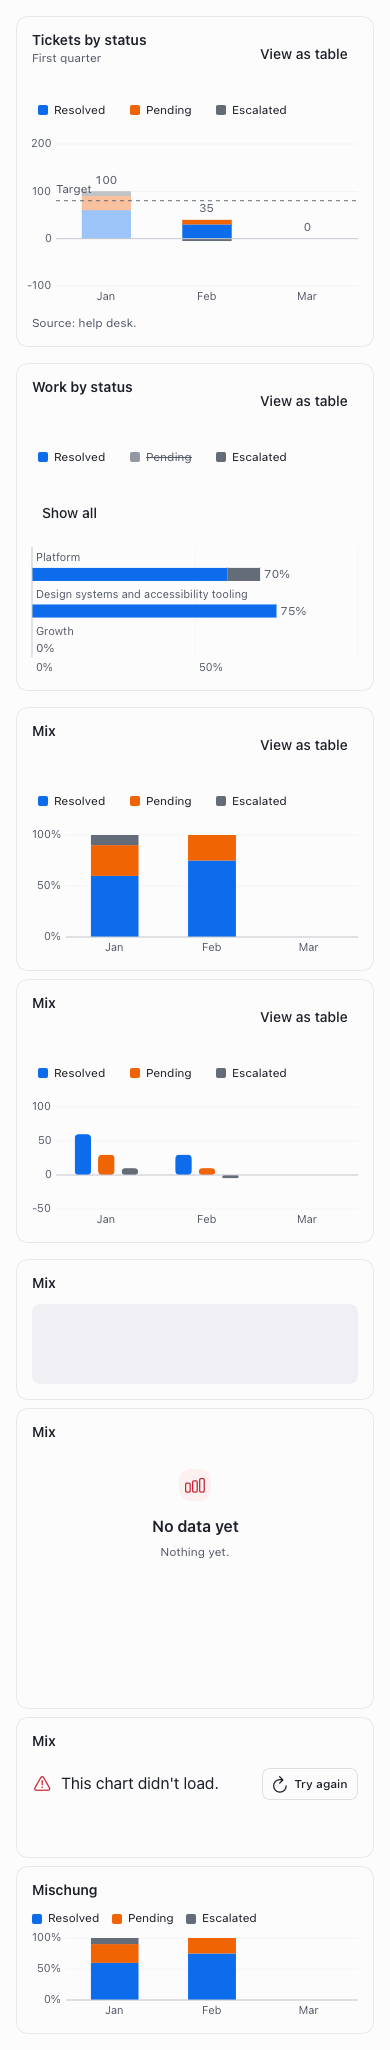 Tickets by status
First quarter
View as table
Resolved
Pending
Escalated
200
100
Target
100
35
0
0
-100
Jan
Feb
Mar
Source: help desk.
Work by status
View as table
Resolved
Pending
Escalated
Show all
Platform
70%
Design systems and accessibility tooling
75%
Growth
0%
0%
50%
Mix
View as table
Resolved
Pending
Escalated
100%
50%
0%
Jan
Feb
Mar
Mix
View as table
Resolved
Pending
Escalated
100
50
0
-50
Jan
Feb
Mar
Mix
Mix
No data yet
Nothing yet.
Mix
This chart didn't load.
Try again
Mischung
Resolved
Pending
Escalated
100%
50%
0%
Jan
Feb
Mar